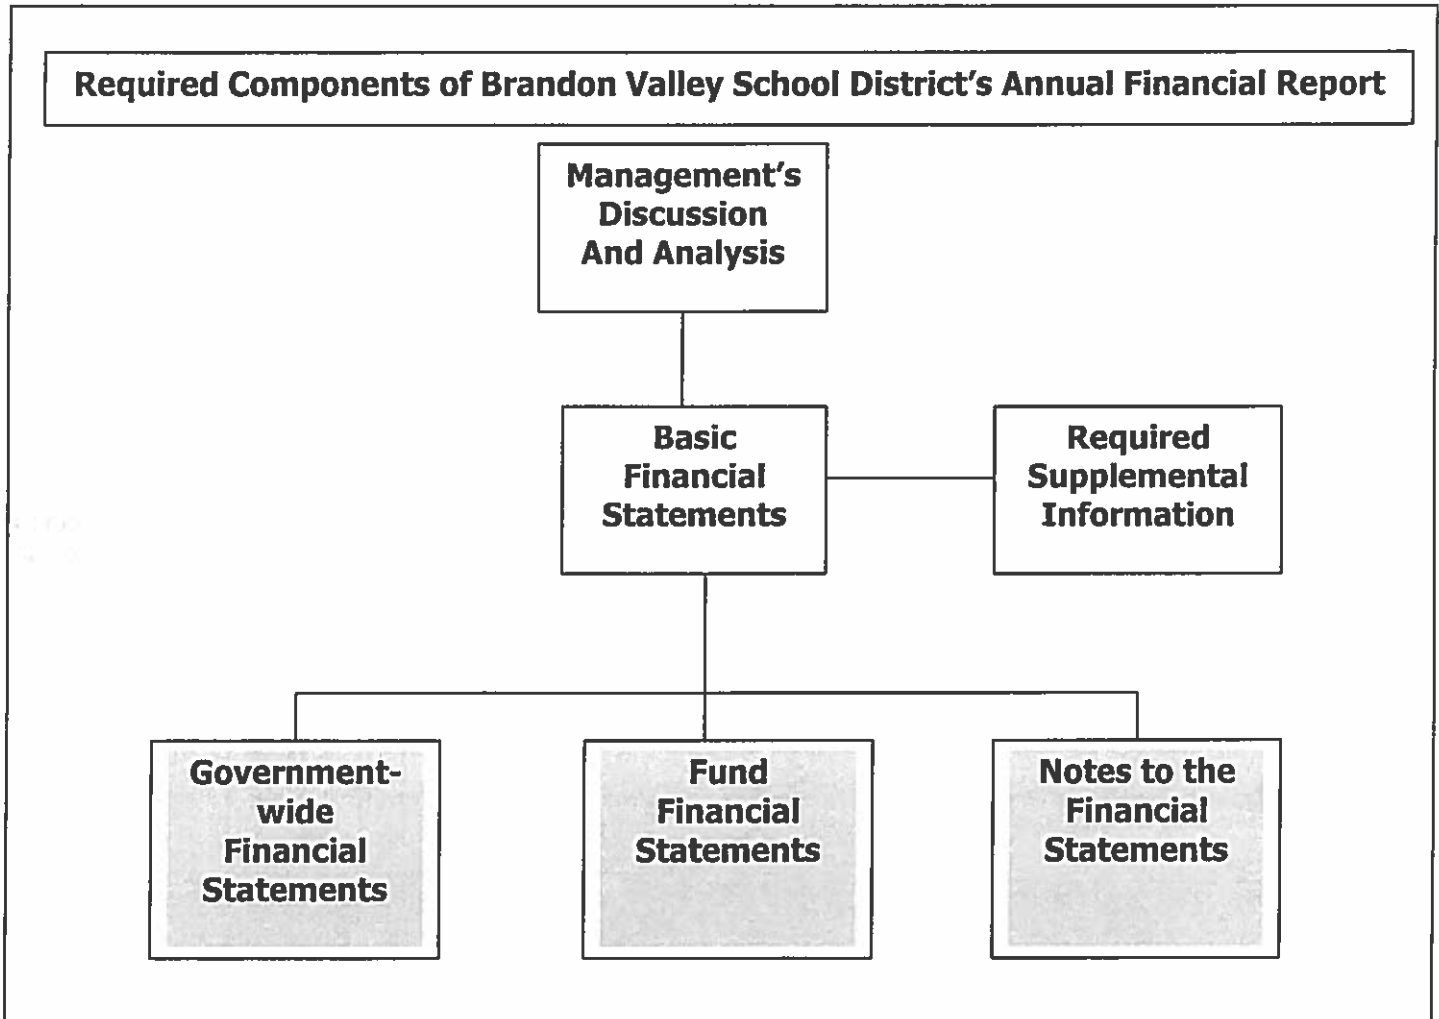 Required Components of Brandon Valley School District's Annual Financial Report
Management's
Discussion
And Analysis
Basic
Financial
Statements
Required
Supplemental
Information
Government-
wide
Financial
Statements
Fund
Financial
Statements
Notes to the
Financial
Statements